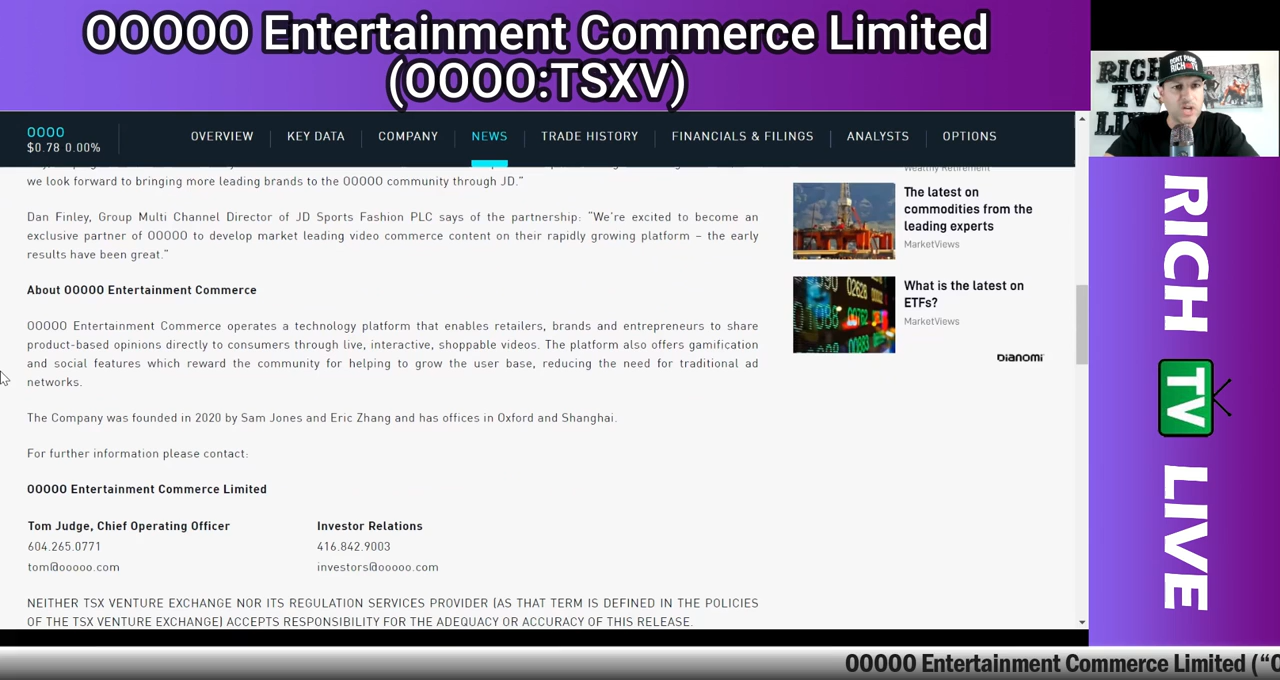 OOOOO Entertainment Commerce Limited
(OOOO:TSXV)
OOOO
$0.78 0.00%
OVERVIEW
KEY DATA
COMPANY
NEWS
TRADE HISTORY
FINANCIALS & FILINGS
ANALYSTS
OPTIONS
we look forward to bringing more leading brands to the OOOOO community through JD.”
Dan Finley, Group Multi Channel Director of JD Sports Fashion PLC says of the partnership: “We’re excited to become an
exclusive partner of OOOOO to develop market leading video commerce content on their rapidly growing platform – the early
results have been great.”
About OOOOO Entertainment Commerce
OOOOO Entertainment Commerce operates a technology platform that enables retailers, brands and entrepreneurs to share
product-based opinions directly to consumers through live, interactive, shoppable videos. The platform also offers gamification
and social features which reward the community for helping to grow the user base, reducing the need for traditional ad
networks.
The Company was founded in 2020 by Sam Jones and Eric Zhang and has offices in Oxford and Shanghai.
For further information please contact:
OOOOO Entertainment Commerce Limited
Tom Judge, Chief Operating Officer
604.265.0771
tom@ooooo.com
Investor Relations
416.842.9003
investors@ooooo.com
NEITHER TSX VENTURE EXCHANGE NOR ITS REGULATION SERVICES PROVIDER (AS THAT TERM IS DEFINED IN THE POLICIES
OF THE TSX VENTURE EXCHANGE) ACCEPTS RESPONSIBILITY FOR THE ADEQUACY OR ACCURACY OF THIS RELEASE.
Wealthy Retirement
The latest on
commodities from the
leading experts
MarketViews
What is the latest on
ETFs?
MarketViews
DIANOMI
RICH
TV
LIVE
DON'T PANIC
RICH TV
RICH
TV
LIVE
OOOOO Entertainment Commerce Limited (“O